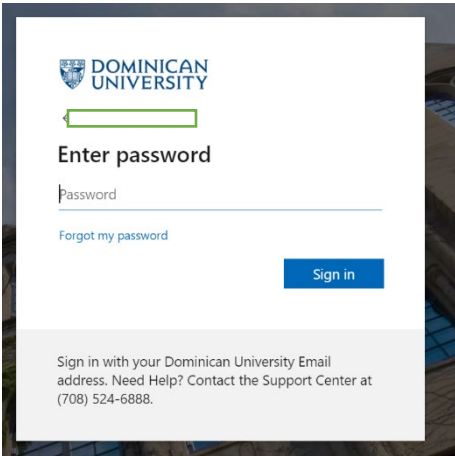 DOMINICAN
UNIVERSITY
Enter password
Password
Forgot my password
Sign in
Sign in with your Dominican University Email
address. Need Help? Contact the Support Center at
(708) 524-6888.